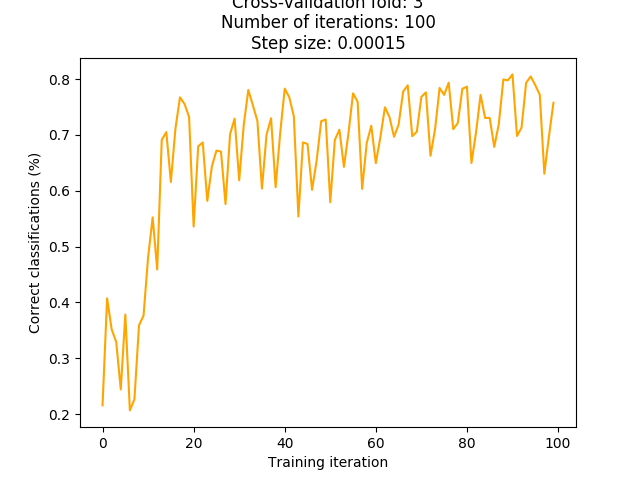 Cross-validation fold: 3
Number of iterations: 100
Step size: 0.00015
Correct classifications (%)
0.8
0.7
0.6
0.5
0.4
0.3
0.2
0 20 40 60 80 100
Training iteration